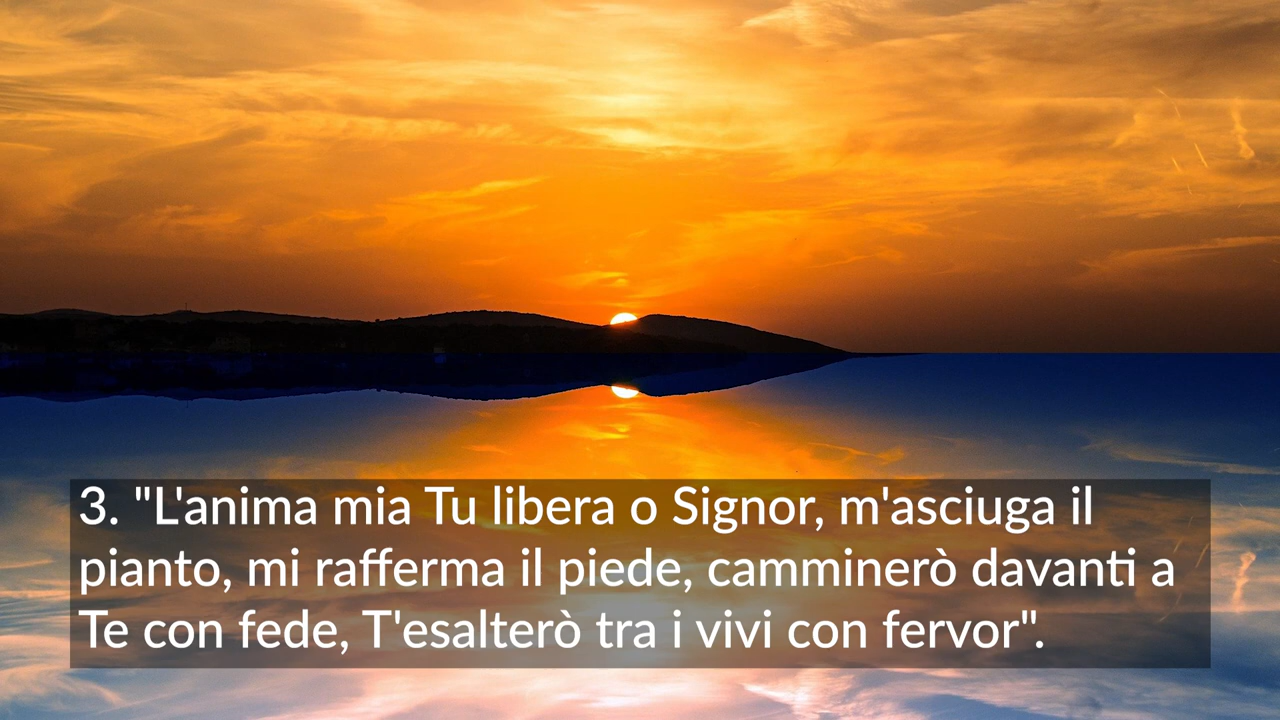 3. "L'anima mia Tu libera o Signor, m'asciuga il
pianto, mi rafferma il piede, camminerò davanti a
Te con fede, T'esalterò tra i vivi con fervor".